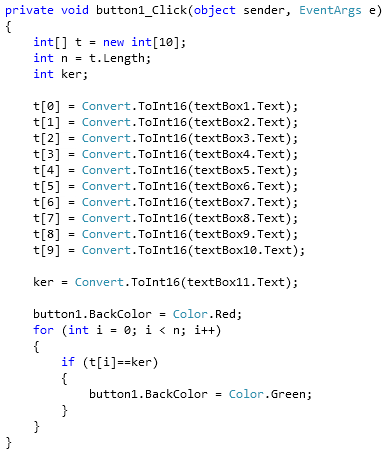 private void button1_Click(object sender, EventArgs e)
{
    int[] t = new int[10];
    int n = t.Length;
    int ker;

    t[0] = Convert.ToInt16(textBox1.Text);
    t[1] = Convert.ToInt16(textBox2.Text);
    t[2] = Convert.ToInt16(textBox3.Text);
    t[3] = Convert.ToInt16(textBox4.Text);
    t[4] = Convert.ToInt16(textBox5.Text);
    t[5] = Convert.ToInt16(textBox6.Text);
    t[6] = Convert.ToInt16(textBox7.Text);
    t[7] = Convert.ToInt16(textBox8.Text);
    t[8] = Convert.ToInt16(textBox9.Text);
    t[9] = Convert.ToInt16(textBox10.Text);

    ker = Convert.ToInt16(textBox11.Text);

    button1.BackColor = Color.Red;
    for (int i = 0; i < n; i++)
    {
        if (t[i]==ker)
        {
            button1.BackColor = Color.Green;
        }
    }
}